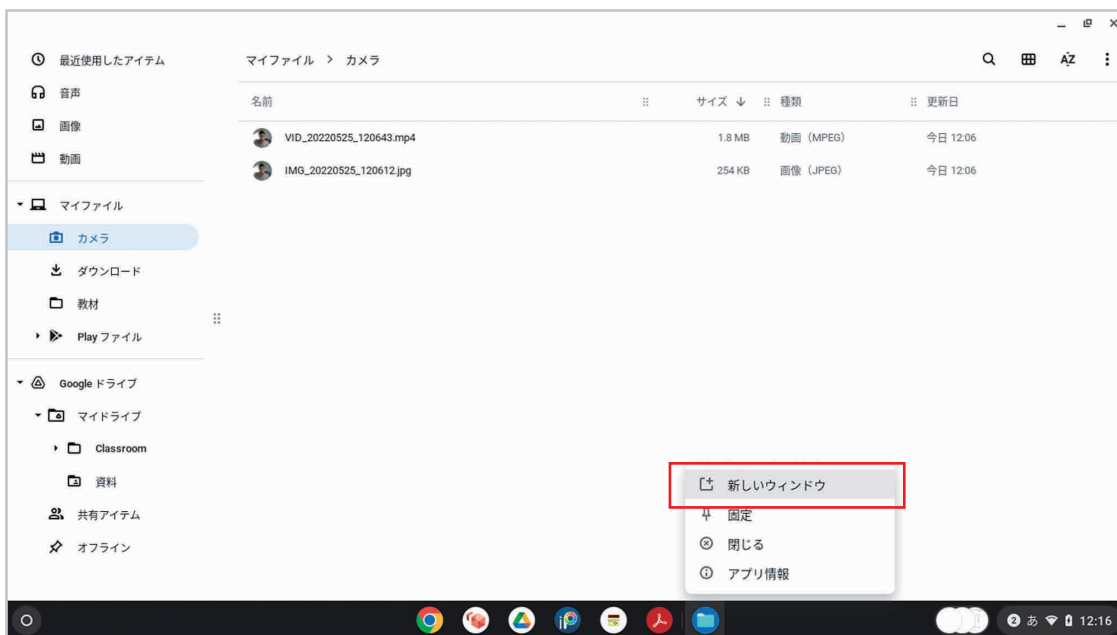 最近使用したアイテム
音声
画像
動画
マイファイル
カメラ
ダウンロード
教材
Play ファイル
Google ドライブ
マイドライブ
Classroom
資料
共有アイテム
オフライン
マイファイル > カメラ
AZ
名前 サイズ ↓ 種類 更新日
VID_20220525_120643.mp4 1.8 MB 動画（MPEG） 今日 12:06
IMG_20220525_120612.jpg 254 KB 画像（JPEG） 今日 12:06
新しいウィンドウ
固定
閉じる
アプリ情報
2 あ 12:16